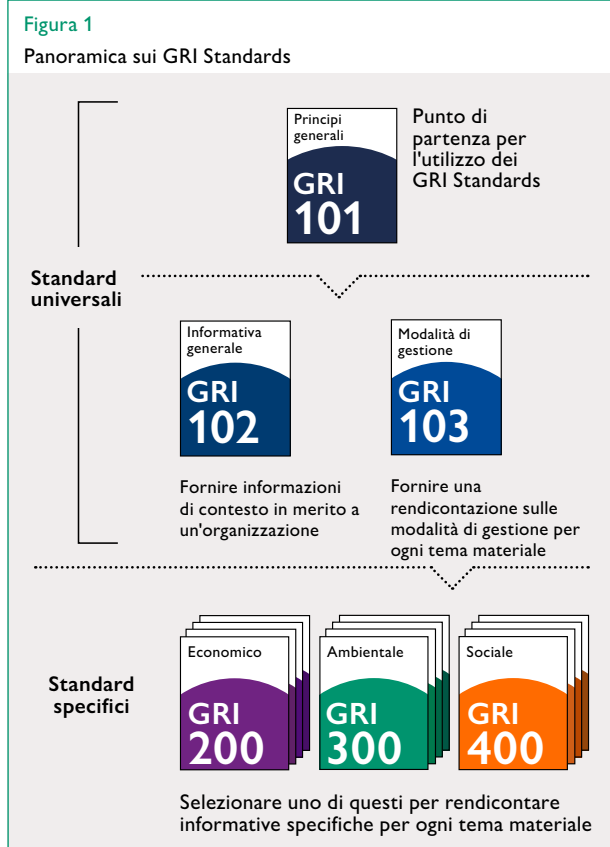 Figura 1
Panoramica sui GRI Standards
Principi
generali
GRI
101
Punto di
partenza per
l'utilizzo dei
GRI Standards
Standard
universali
Informativa
generale
GRI
102
Modalità di
gestione
GRI
103
Fornire informazioni
di contesto in merito a
un'organizzazione
Fornire una
rendicontazione sulle
modalità di gestione per
ogni tema materiale
Standard
specifici
Economico
GRI
200
Ambientale
GRI
300
Sociale
GRI
400
Selezionare uno di questi per rendicontare
informative specifiche per ogni tema materiale